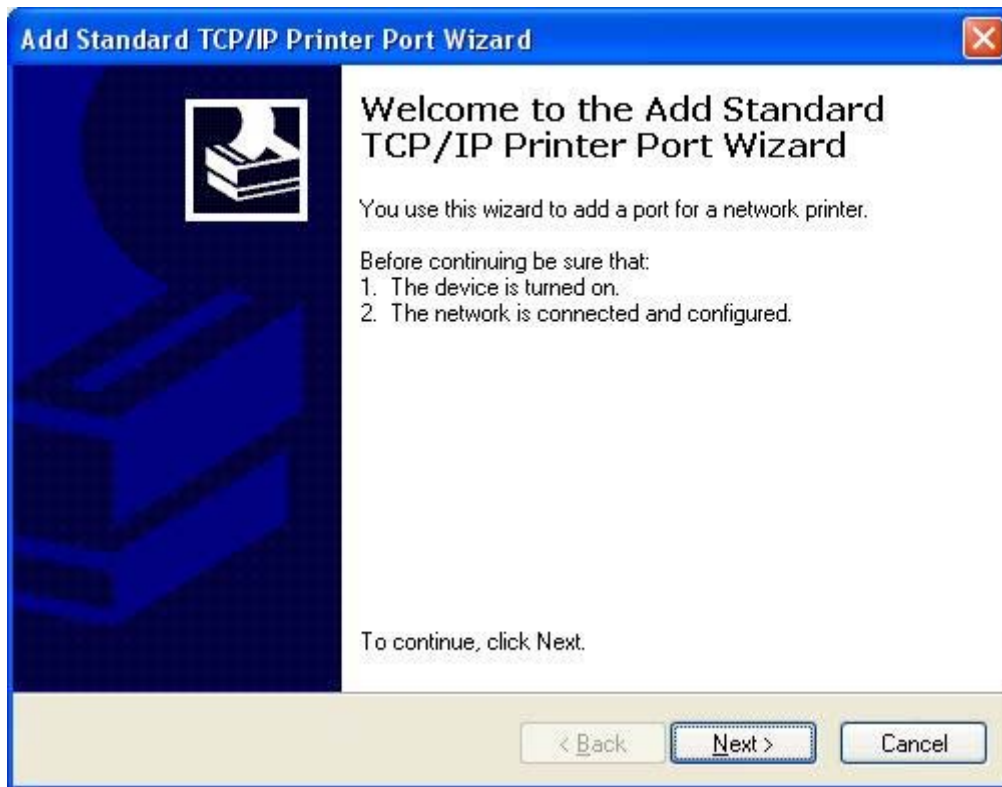 Add Standard TCP/IP Printer Port Wizard
Welcome to the Add Standard
TCP/IP Printer Port Wizard
You use this wizard to add a port for a network printer.
Before continuing be sure that:
1. The device is turned on.
2. The network is connected and configured.
To continue, click Next.
< Back
Next >
Cancel